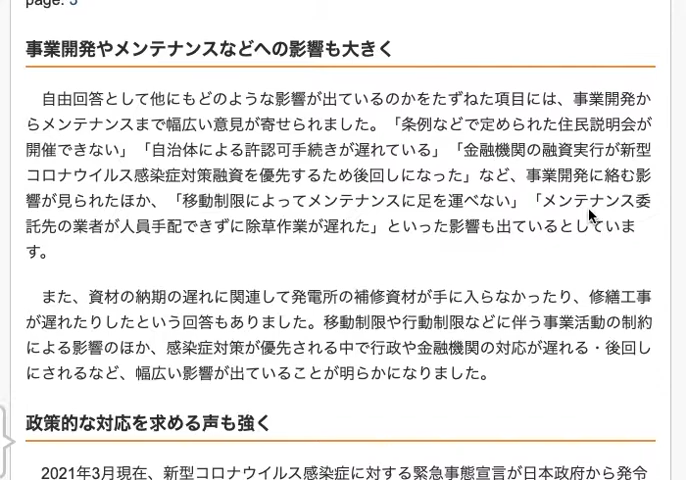 page: 3
事業開発やメンテナンスなどへの影響も大きく
自由回答として他にもどのような影響が出ているのかをたずねた項目には、事業開発か
らメンテナンスまで幅広い意見が寄せられました。「条例などで定められた住民説明会が
開催できない」「自治体による許認可手続きが遅れている」「金融機関の融資実行が新型
コロナウイルス感染症対策融資を優先するため後回しになった」など、事業開発に絡む影
響が見られたほか、「移動制限によってメンテナンスに足を運べない」「メンテナンス委
託先の業者が人員手配できずに除草作業が遅れた」といった影響も出ているとしていま
す。
また、資材の納期の遅れに関連して発電所の補修資材が手に入らなかったり、修繕工事
が遅れたりしたという回答もありました。移動制限や行動制限などに伴う事業活動の制約
による影響のほか、感染症対策が優先される中で行政や金融機関の対応が遅れる・後回し
にされるなど、幅広い影響が出ていることが明らかになりました。
政策的な対応を求める声も強く
2021年3月現在、新型コロナウイルス感染症に対する緊急事態宣言が日本政府から発令